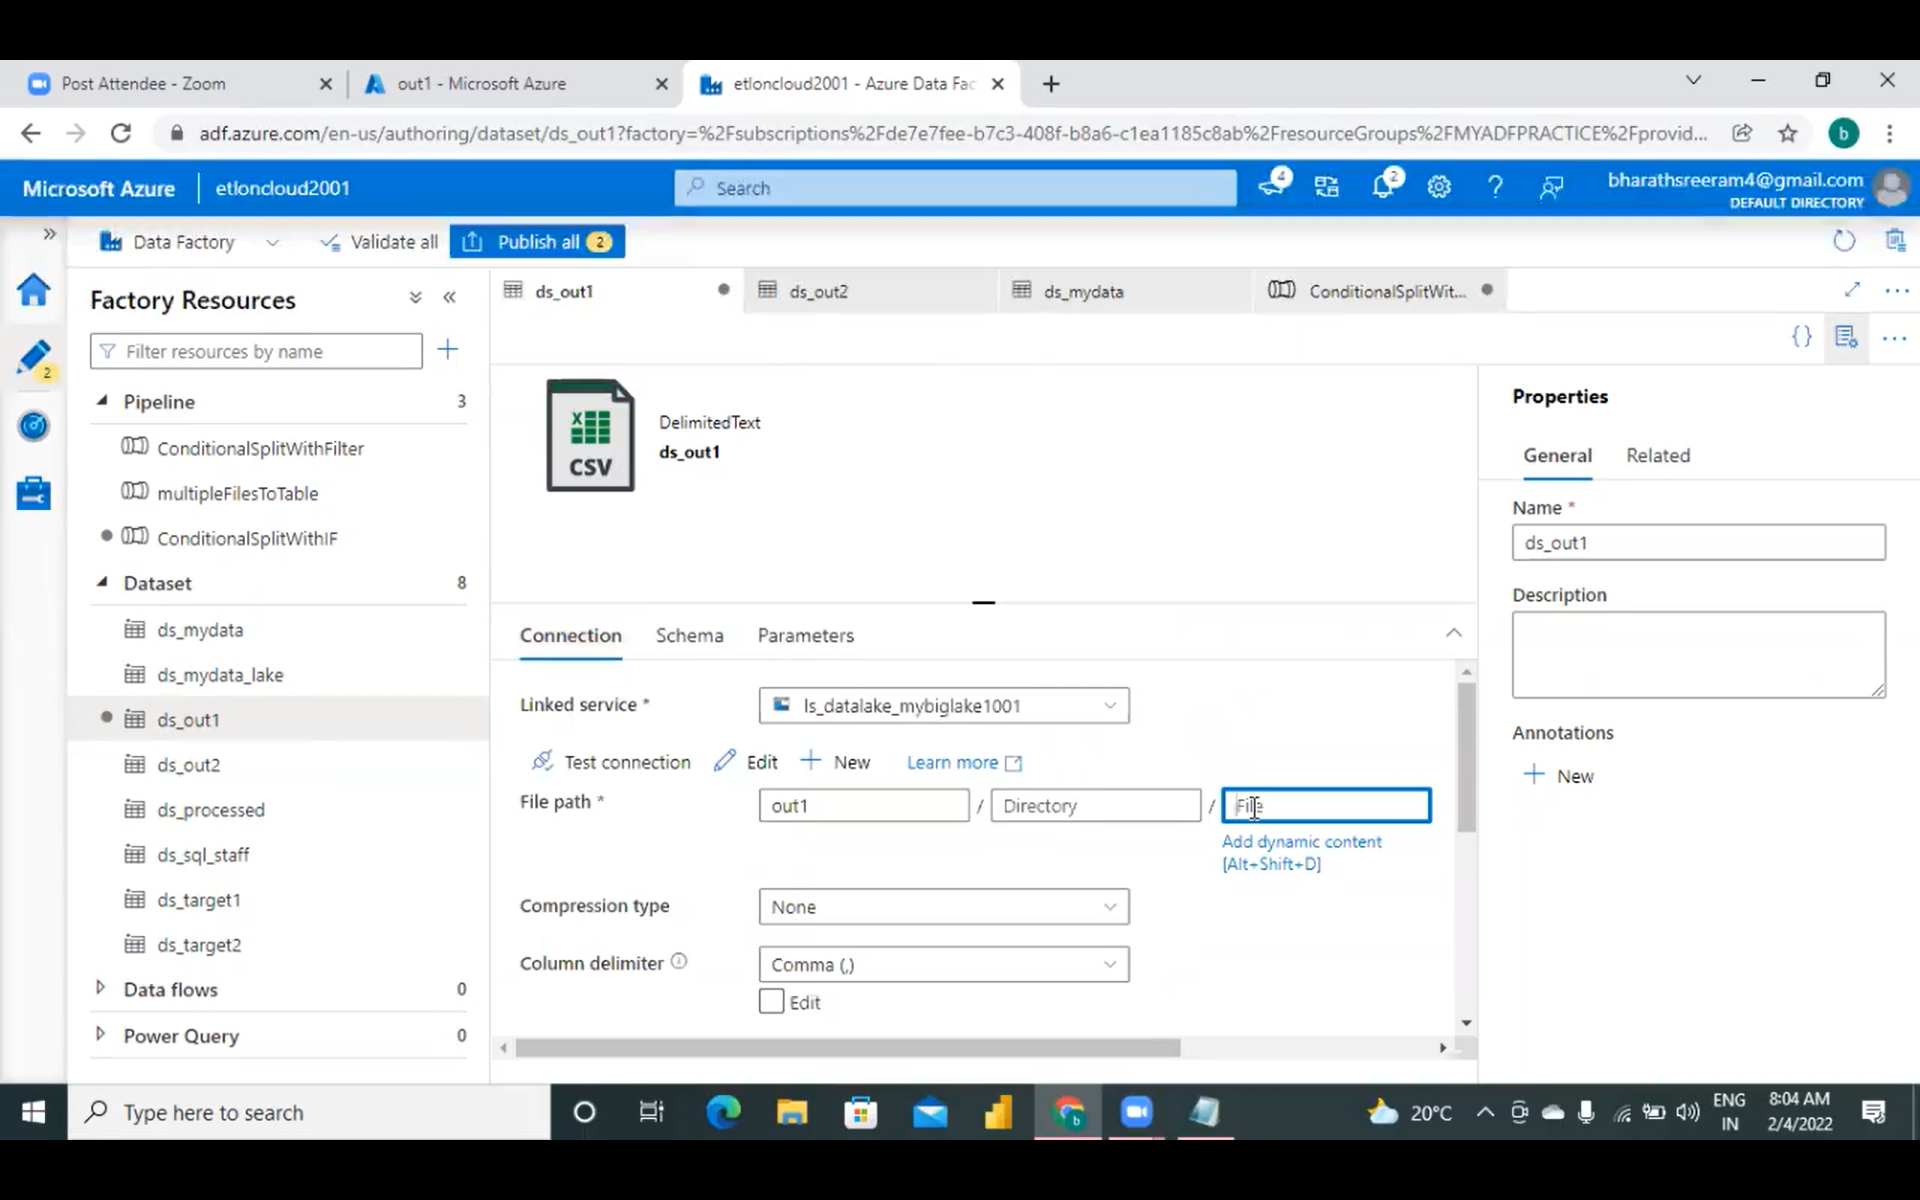 Post Attendee - Zoom
out1 - Microsoft Azure
etloncloud2001 - Azure Data Fac
adf.azure.com/en-us/authoring/dataset/ds_out1?factory=%2Fsubscriptions%2Fde7e7fee-b7c3-408f-b8a6-c1ea1185c8ab%2FresourceGroups%2FMYADFPRACTICE%2Fprovid...
b
Microsoft Azure
etloncloud2001
Search
4
2
bharathsreeram4@gmail.com
DEFAULT DIRECTORY
Data Factory
Validate all
Publish all 2
Factory Resources
Filter resources by name
2
Pipeline 3
ConditionalSplitWithFilter
multipleFilesToTable
ConditionalSplitWithIF
Dataset 8
ds_mydata
ds_mydata_lake
ds_out1
ds_out2
ds_processed
ds_sql_staff
ds_target1
ds_target2
Data flows 0
Power Query 0
ds_out1
ds_out2
ds_mydata
ConditionalSplitWit...
X
CSV
DelimitedText
ds_out1
Connection
Schema
Parameters
Linked service *
ls_datalake_mybiglake1001
Test connection
Edit
New
Learn more
File path *
out1 / Directory / File
Add dynamic content
[Alt+Shift+D]
Compression type
None
Column delimiter
Comma (,)
Edit
Properties
General
Related
Name *
ds_out1
Description
Annotations
New
Type here to search
b
20°C
ENG
IN
8:04 AM
2/4/2022